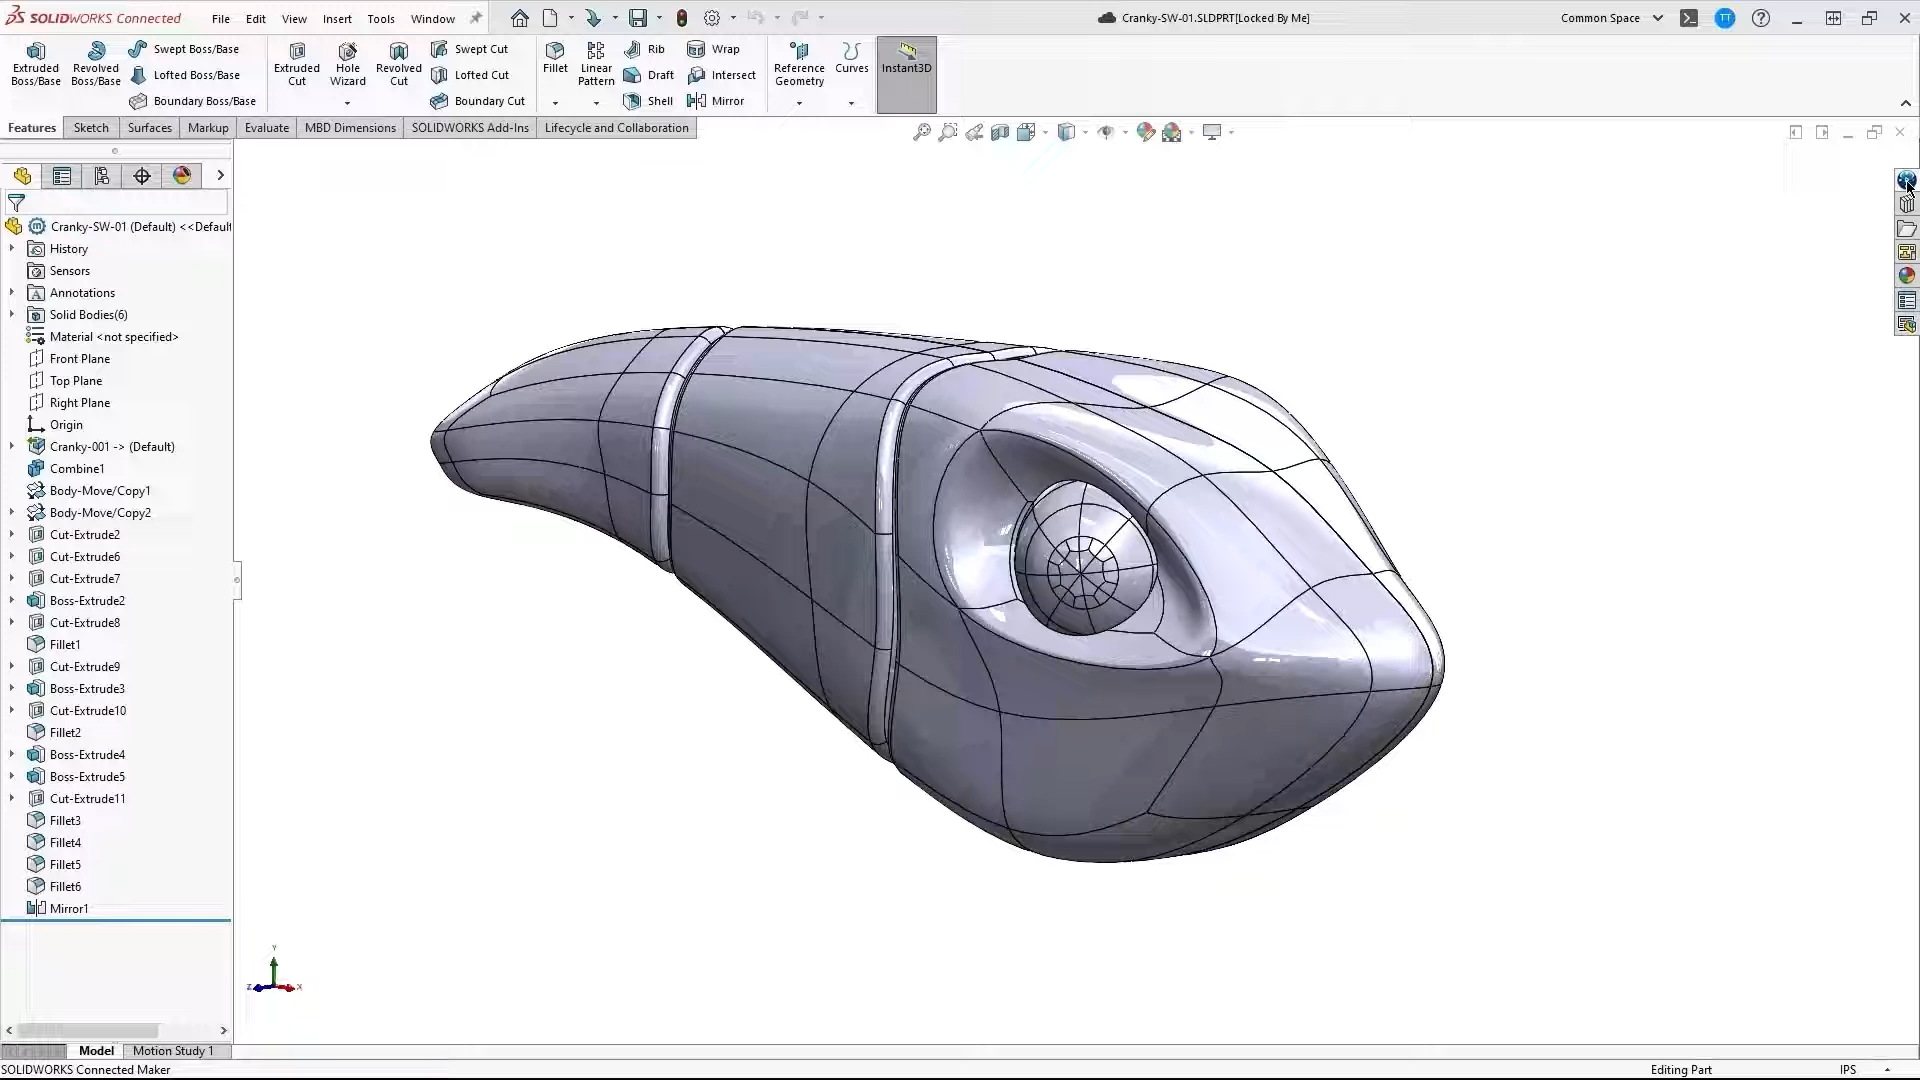 SOLIDWORKS Connected
File Edit View Insert Tools Window
Cranky-SW-01.SLDPRT[Locked By Me]
Common Space
TT
Extruded Boss/Base
Revolved Boss/Base
Swept Boss/Base
Lofted Boss/Base
Boundary Boss/Base
Extruded Cut
Hole Wizard
Revolved Cut
Swept Cut
Lofted Cut
Boundary Cut
Fillet
Linear Pattern
Rib
Draft
Shell
Wrap
Intersect
Mirror
Reference Geometry
Curves
Instant3D
Features Sketch Surfaces Markup Evaluate MBD Dimensions SOLIDWORKS Add-Ins Lifecycle and Collaboration
Cranky-SW-01 (Default) <<Defaul
History
Sensors
Annotations
Solid Bodies(6)
Material <not specified>
Front Plane
Top Plane
Right Plane
Origin
Cranky-001 -> (Default)
Combine1
Body-Move/Copy1
Body-Move/Copy2
Cut-Extrude2
Cut-Extrude6
Cut-Extrude7
Boss-Extrude2
Cut-Extrude8
Fillet1
Cut-Extrude9
Boss-Extrude3
Cut-Extrude10
Fillet2
Boss-Extrude4
Boss-Extrude5
Cut-Extrude11
Fillet3
Fillet4
Fillet5
Fillet6
Mirror1
Y
Z X
Model Motion Study 1
SOLIDWORKS Connected Maker
Editing Part
IPS